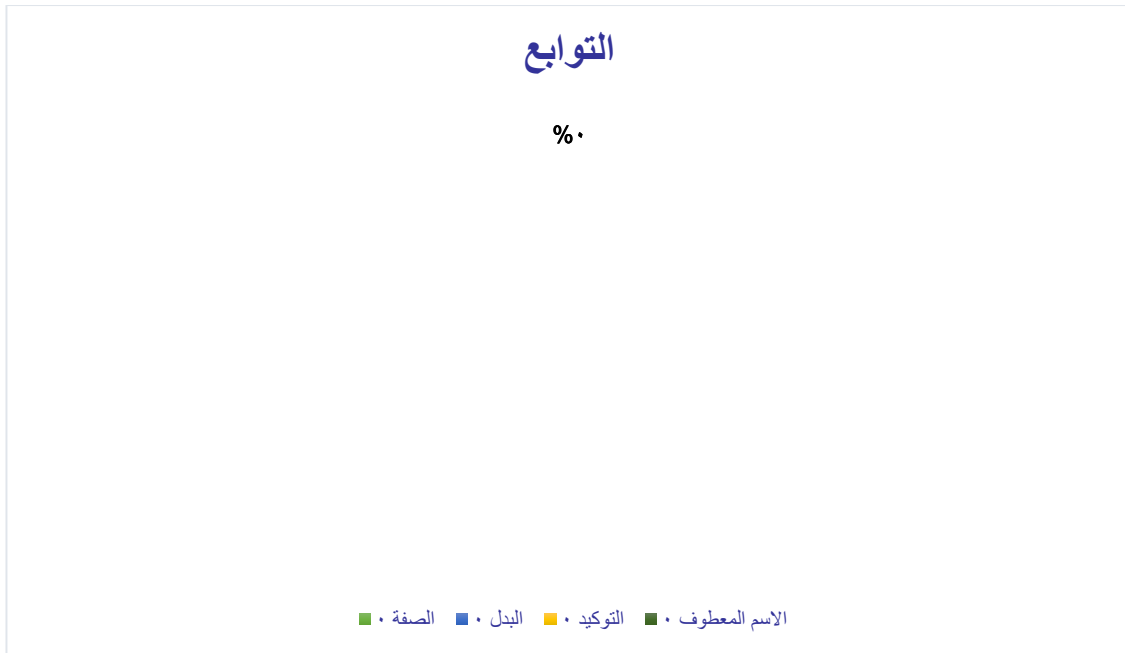 التوابع
%٠
الصفة ٠ البدل ٠ التوكيد ٠ الاسم المعطوف ٠